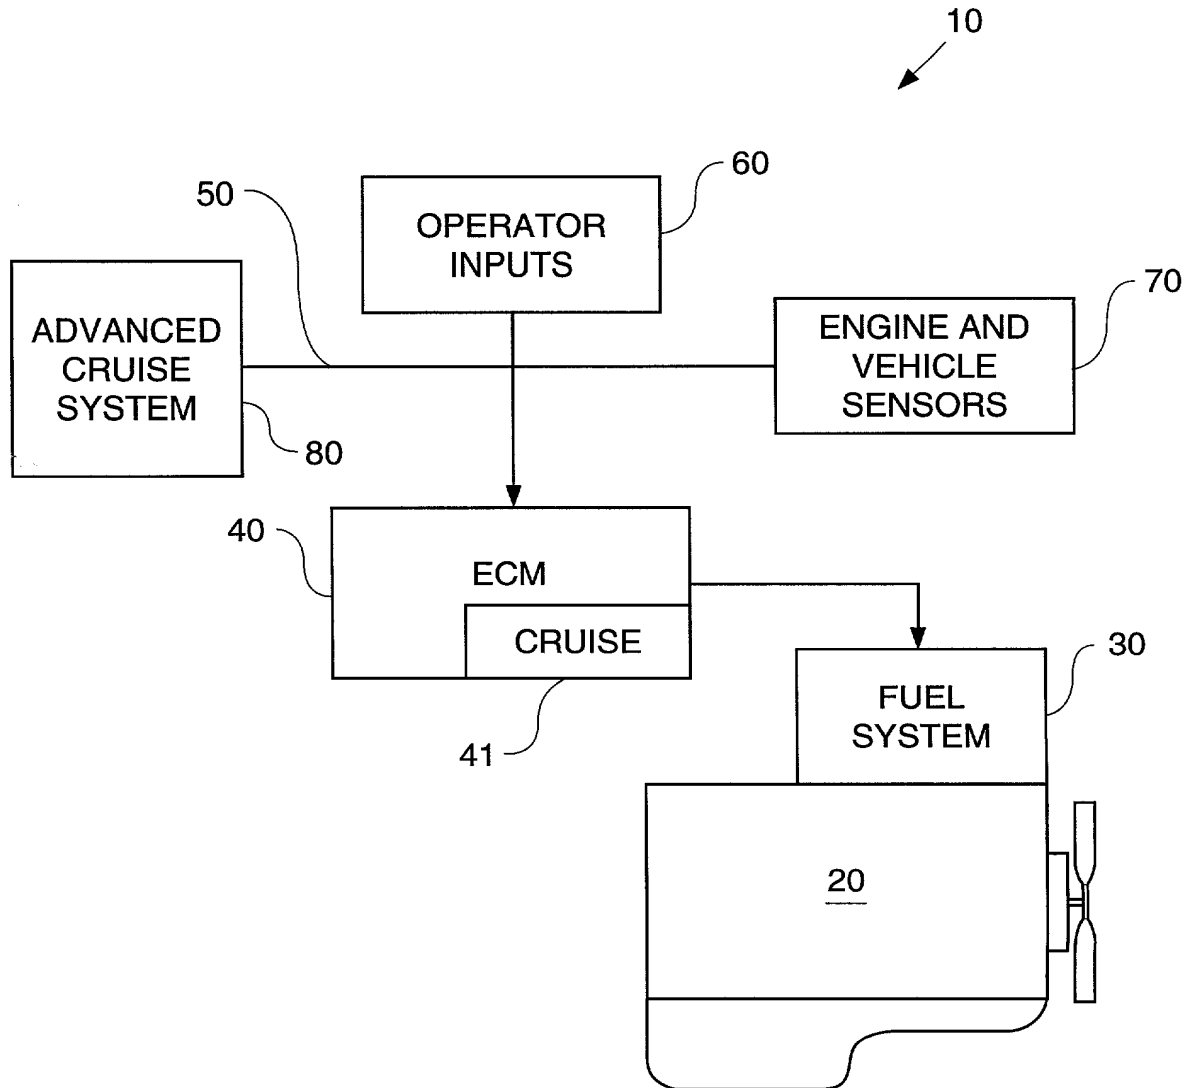 10
60
50
OPERATOR
INPUTS
70
ADVANCED
CRUISE
SYSTEM
ENGINE AND
VEHICLE
SENSORS
80
40
ECM
CRUISE
30
FUEL
SYSTEM
41
20